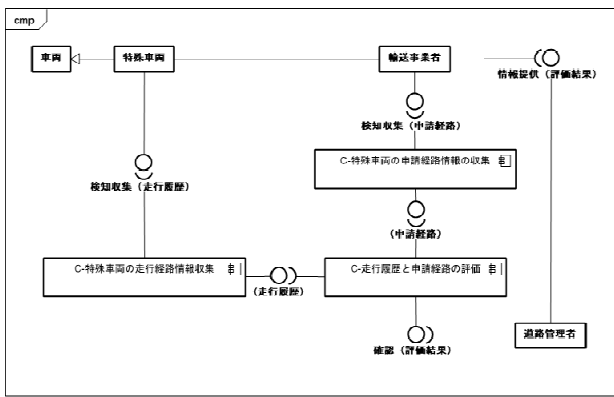 cmp
車両
特殊車両
輸送事業者
情報提供（評価結果）
検知収集（申請経路）
C-特殊車両の申請経路情報の収集
検知収集（走行履歴）
（申請経路）
C-特殊車両の走行経路情報収集
C-走行履歴と申請経路の評価
（走行履歴）
道路管理者
確認（評価結果）